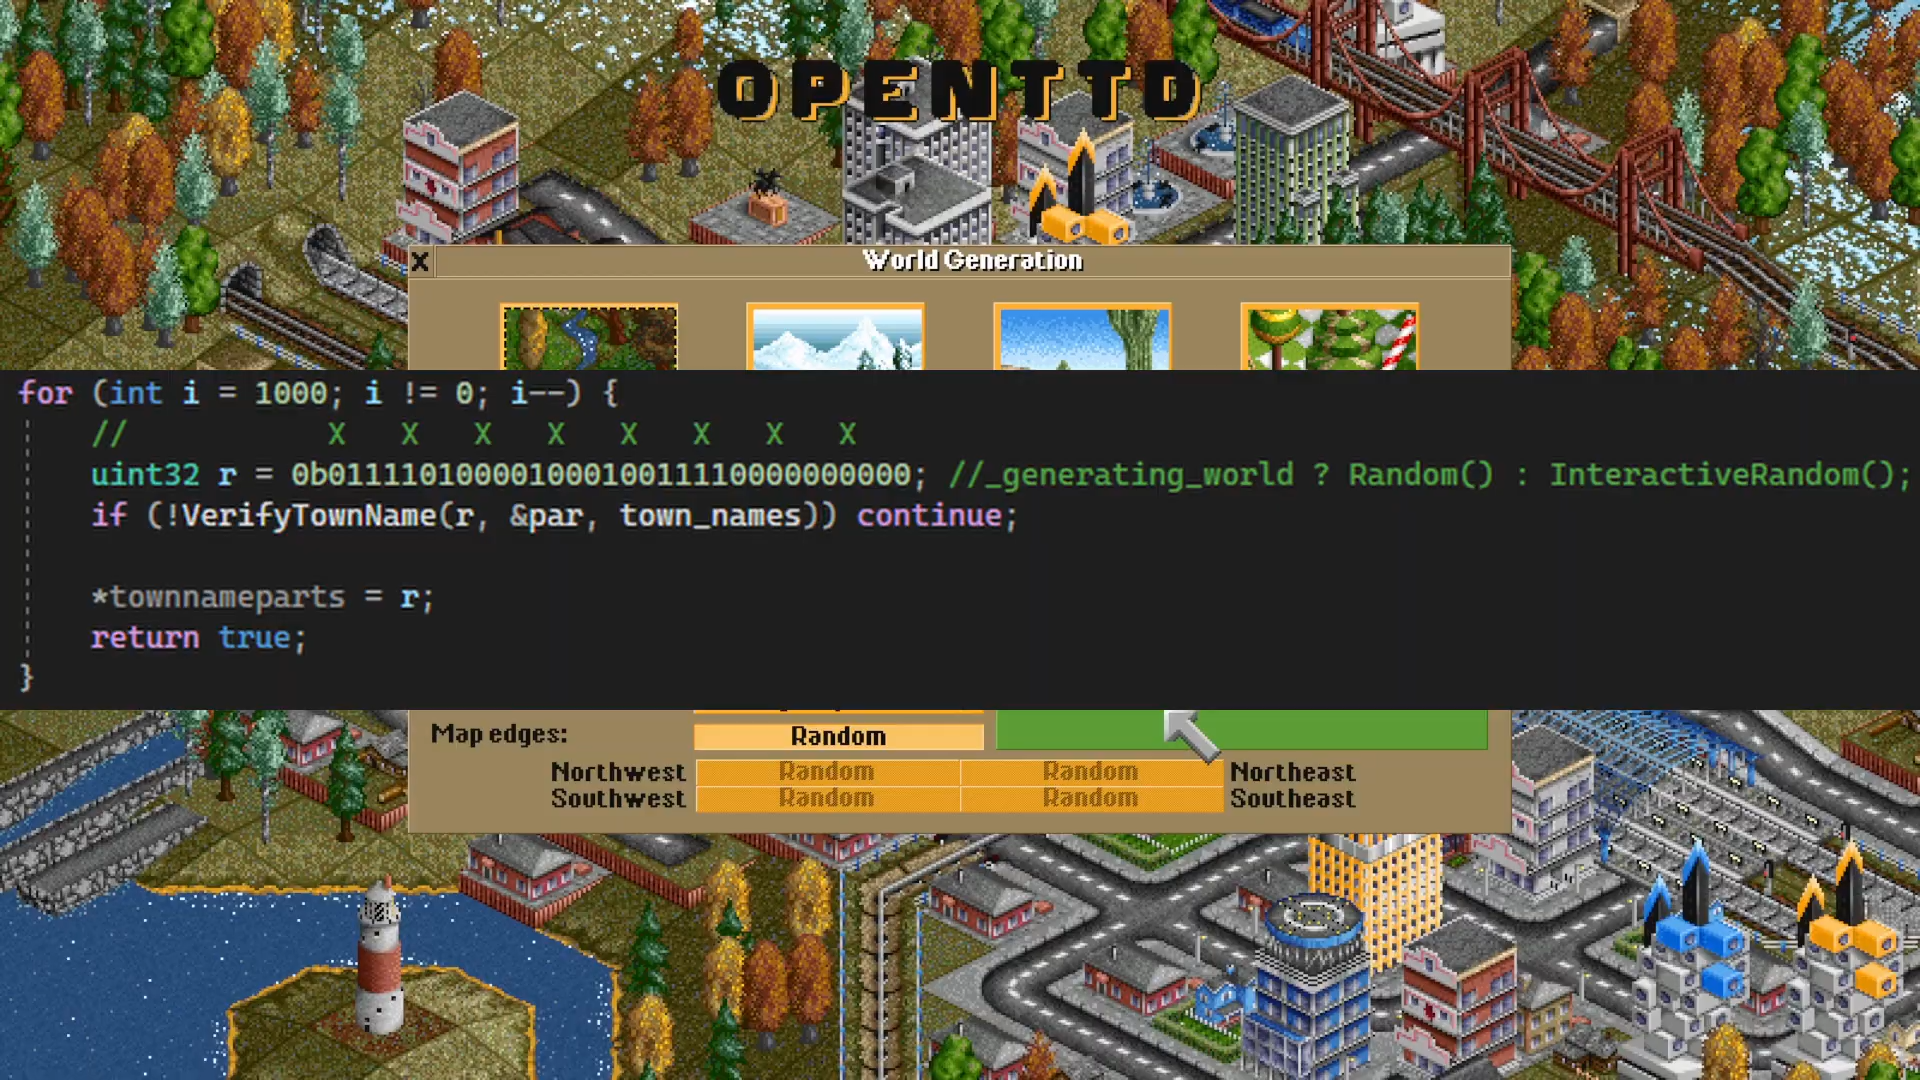 OPENTTD
X World Generation
for (int i = 1000; i != 0; i--) {
//           X   X   X   X   X   X   X   X
uint32 r = 0b01111010000100010011110000000000; //_generating_world ? Random() : InteractiveRandom();
if (!VerifyTownName(r, &par, town_names)) continue;
*townnameparts = r;
return true;
}
Map edges: Random
Northwest Random Random Northeast
Southwest Random Random Southeast